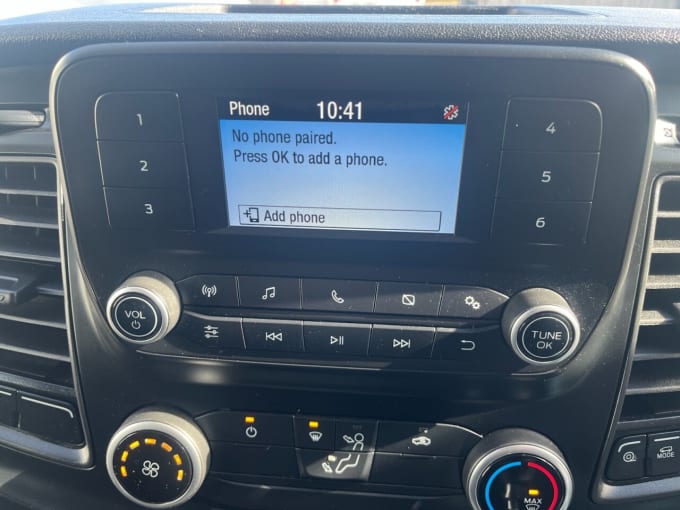 Phone 10:41
No phone paired.
Press OK to add a phone.
Add phone
1
2
3
4
5
6
VOL
TUNE
OK
MODE
MAX